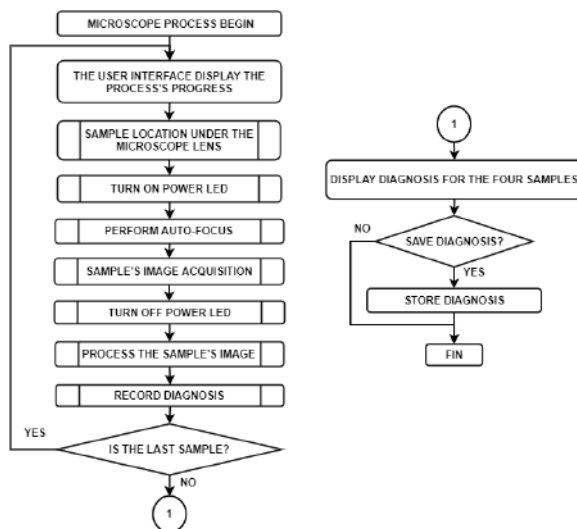 MICROSCOPE PROCESS BEGIN
THE USER INTERFACE DISPLAY THE
PROCESS'S PROGRESS
SAMPLE LOCATION UNDER THE
MICROSCOPE LENS
TURN ON POWER LED
PERFORM AUTO-FOCUS
SAMPLE'S IMAGE ACQUISITION
TURN OFF POWER LED
PROCESS THE SAMPLE'S IMAGE
RECORD DIAGNOSIS
YES
IS THE LAST SAMPLE?
NO
1
1
DISPLAY DIAGNOSIS FOR THE FOUR SAMPLES
NO
SAVE DIAGNOSIS?
YES
STORE DIAGNOSIS
FIN